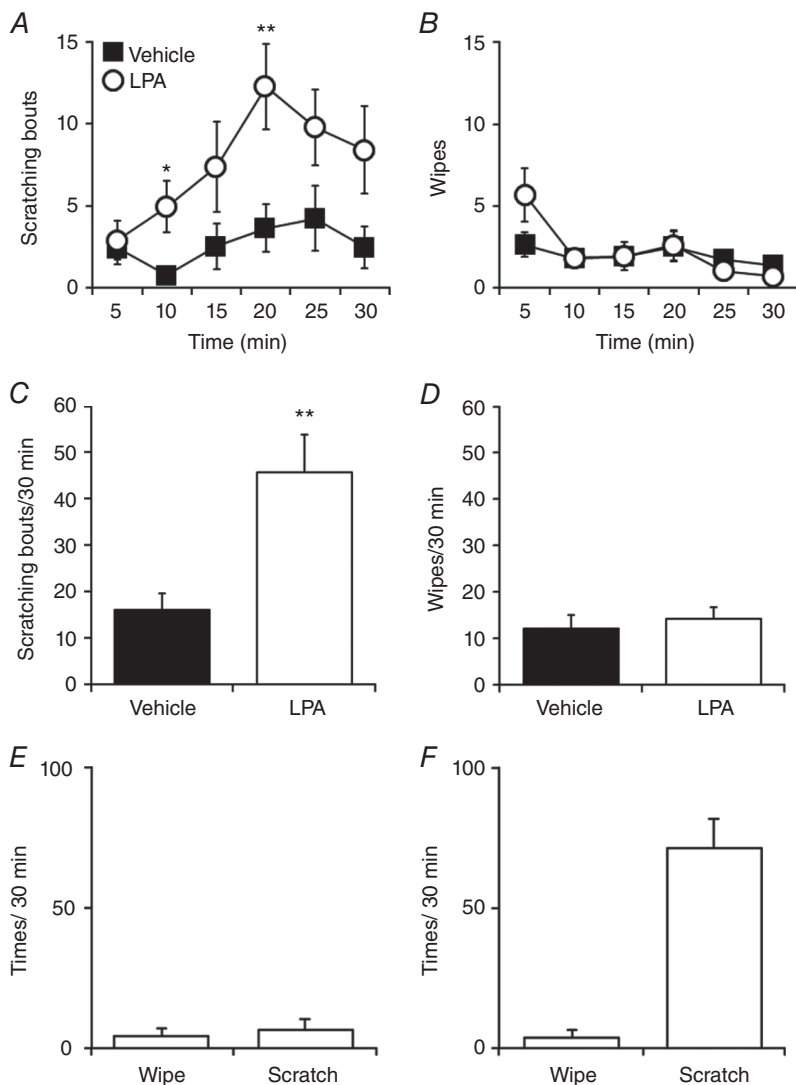 A
**
15
Vehicle
LPA
10
*
5
0
Scratching bouts
5 10 15 20 25 30
Time (min)
B
15
10
5
0
Wipes
5 10 15 20 25 30
Time (min)
C
60
**
50
40
30
20
10
0
Scratching bouts/30 min
Vehicle LPA
D
60
50
40
30
20
10
0
Wipes/30 min
Vehicle LPA
E
100
50
0
Times/ 30 min
Wipe Scratch
F
100
50
0
Times/ 30 min
Wipe Scratch